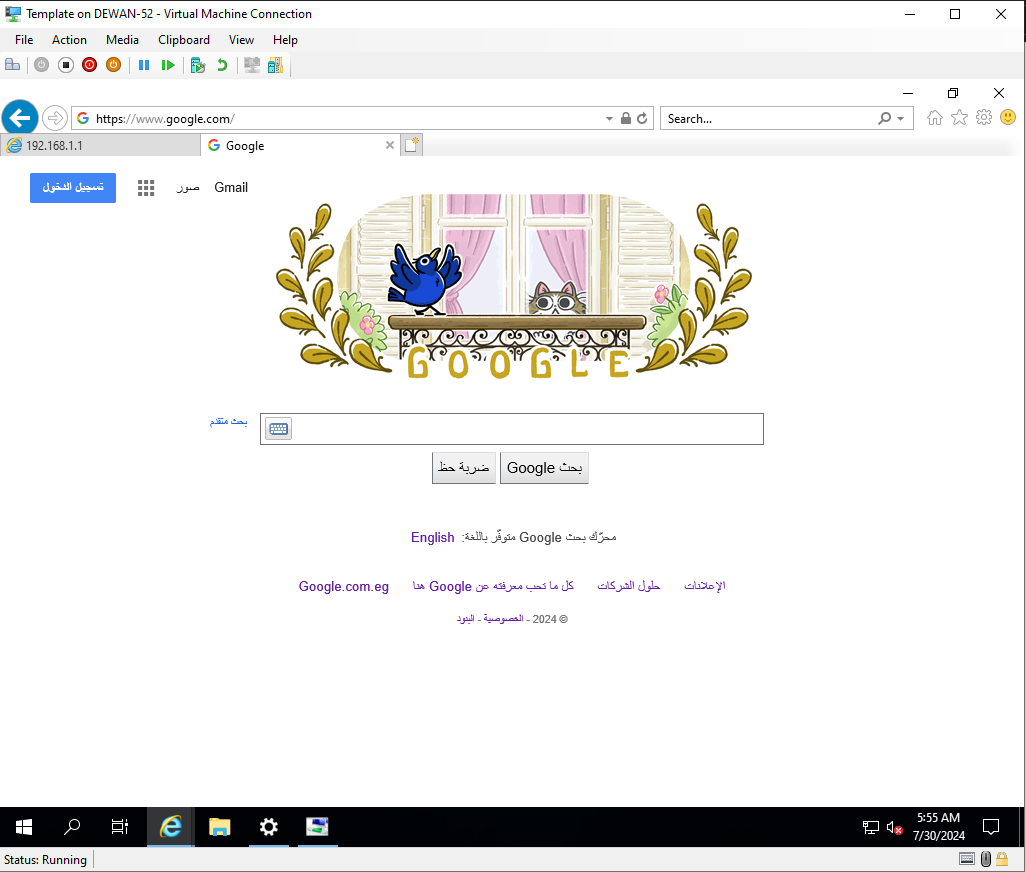 Template on DEWAN-52 - Virtual Machine Connection
File Action Media Clipboard View Help
https://www.google.com/
Search...
192.168.1.1
Google
تسجيل الدخول
صور
Gmail
GOOGLE
بحث متقدم
بحث Google
ضربة حظ
محرّك بحث Google متوفّر باللغة: English
الإعلانات حلول الشركات كل ما تحب معرفته عن Google هنا Google.com.eg
© 2024 - الخصوصية - البنود
5:55 AM
7/30/2024
Status: Running